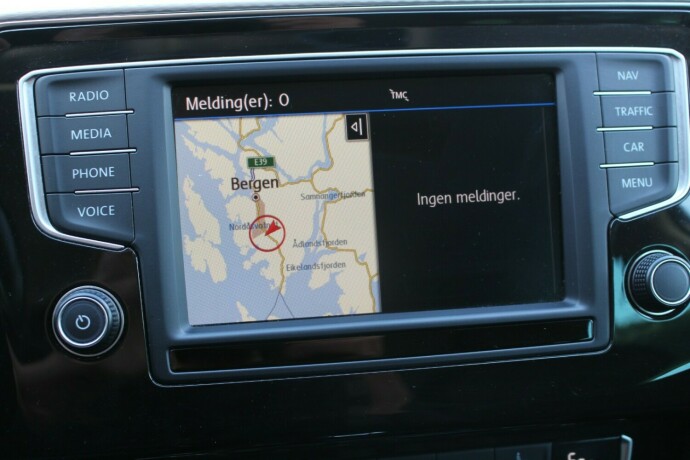 RADIO
MEDIA
PHONE
VOICE
NAV
TRAFFIC
CAR
MENU
Melding(er): 0
TMC
E39
Bergen
Samnangerfjorden
Ådlandsfjorden
Eikelandsfjorden
Ingen meldinger.